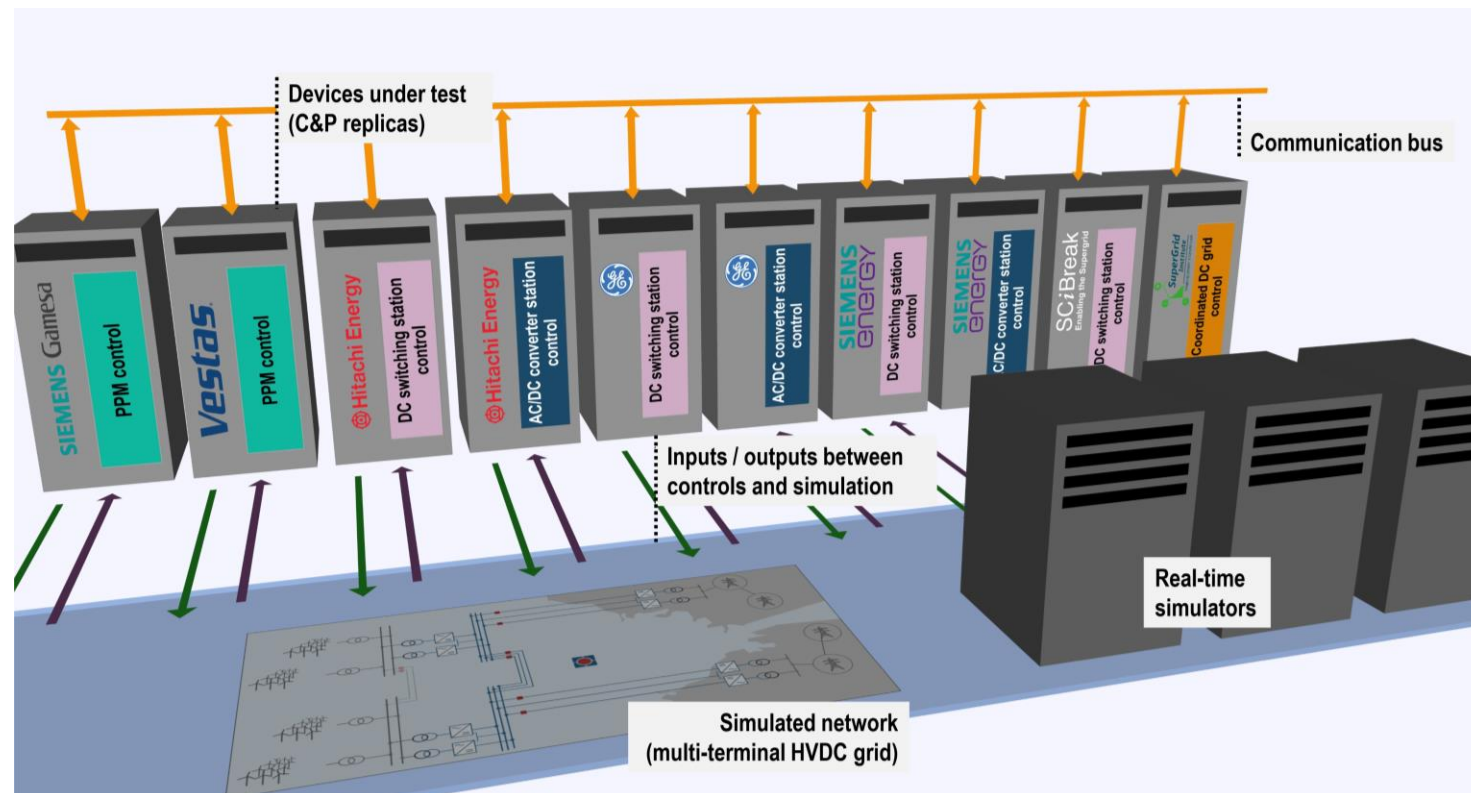 Devices under test
(C&P replicas)
Communication bus
SIEMENS Gamesa
PPM control
Vestas.
PPM control
Hitachi Energy
DC switching station
control
Hitachi Energy
AC/DC converter station
control
GE
DC switching station
control
GE
AC/DC converter station
control
SIEMENS
energy
DC switching station
control
SIEMENS
energy
C/DC converter station
control
SCiBreak
Enabling the Supergrid
DC switching station
control
SuperGrid
Institute
Coordinated DC grid
control
Inputs / outputs between
controls and simulation
Real-time
simulators
Simulated network
(multi-terminal HVDC grid)